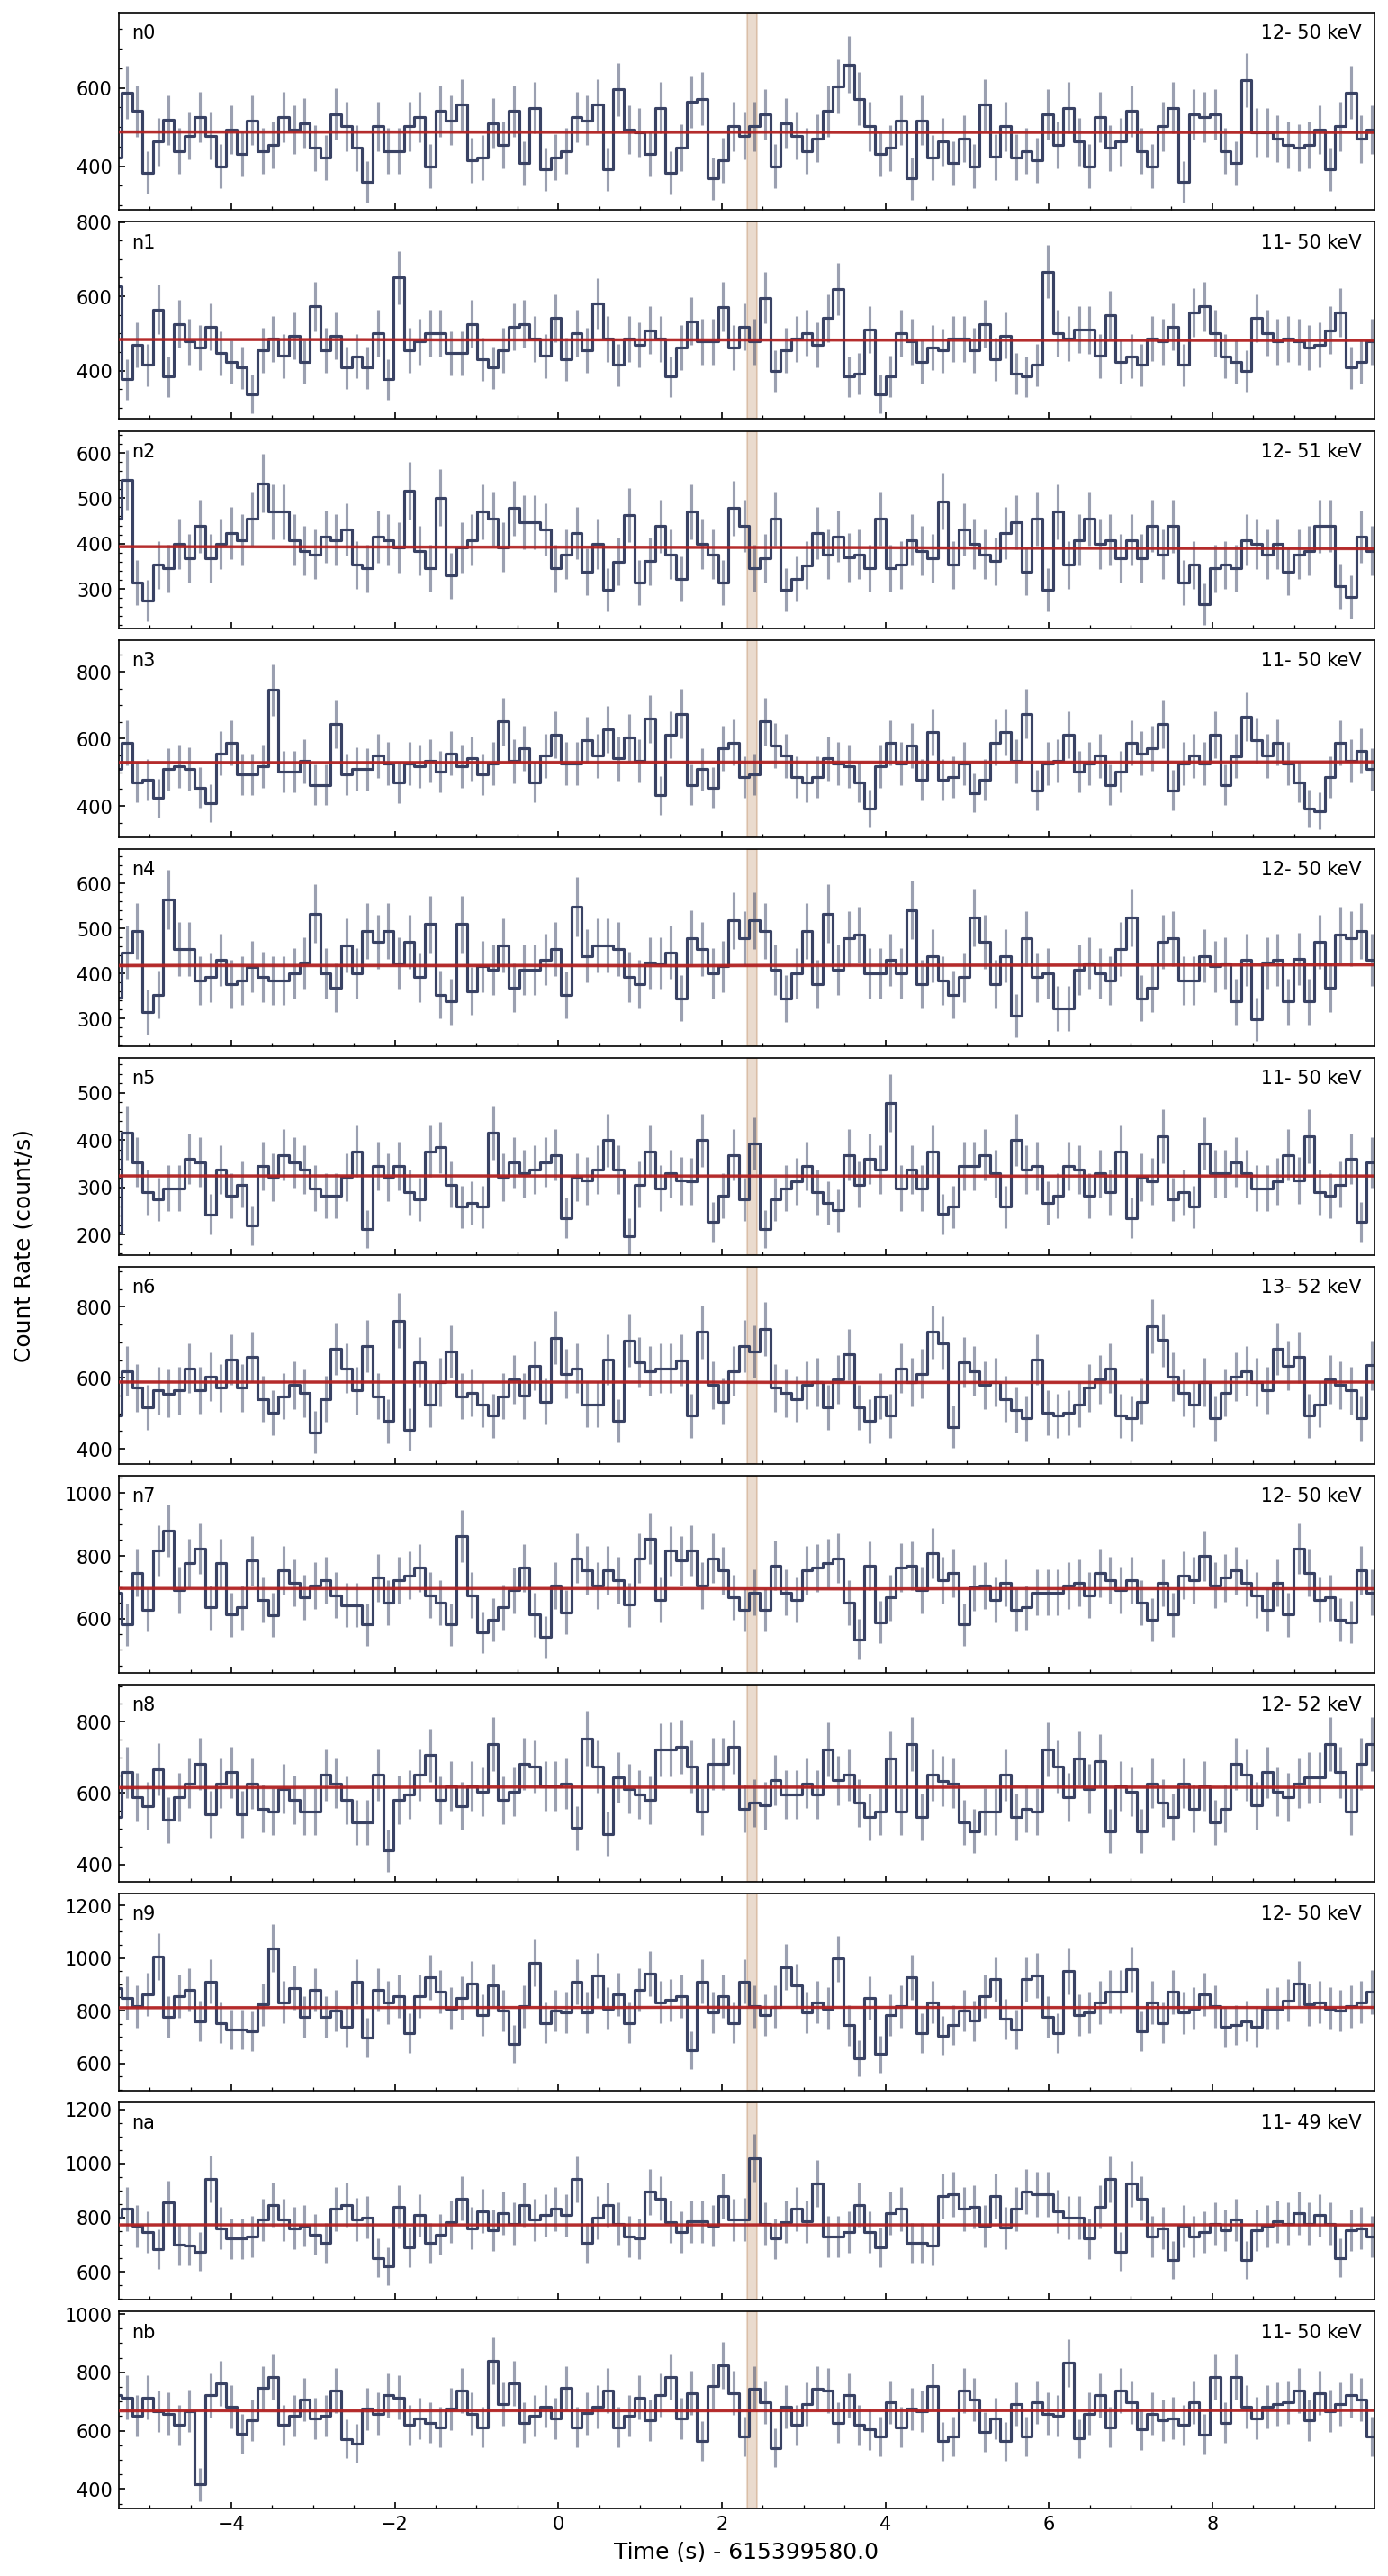 n0 12- 50 keV
600
400
n1 11- 50 keV
800
600
400
n2 12- 51 keV
600
500
400
300
n3 11- 50 keV
800
600
400
n4 12- 50 keV
600
500
400
300
n5 11- 50 keV
500
400
300
200
n6 13- 52 keV
800
600
400
n7 12- 50 keV
1000
800
600
n8 12- 52 keV
800
600
400
n9 12- 50 keV
1200
1000
800
600
na 11- 49 keV
1200
1000
800
600
nb 11- 50 keV
1000
800
600
400
−4 −2 0 2 4 6 8
Time (s) - 615399580.0
Count Rate (count/s)